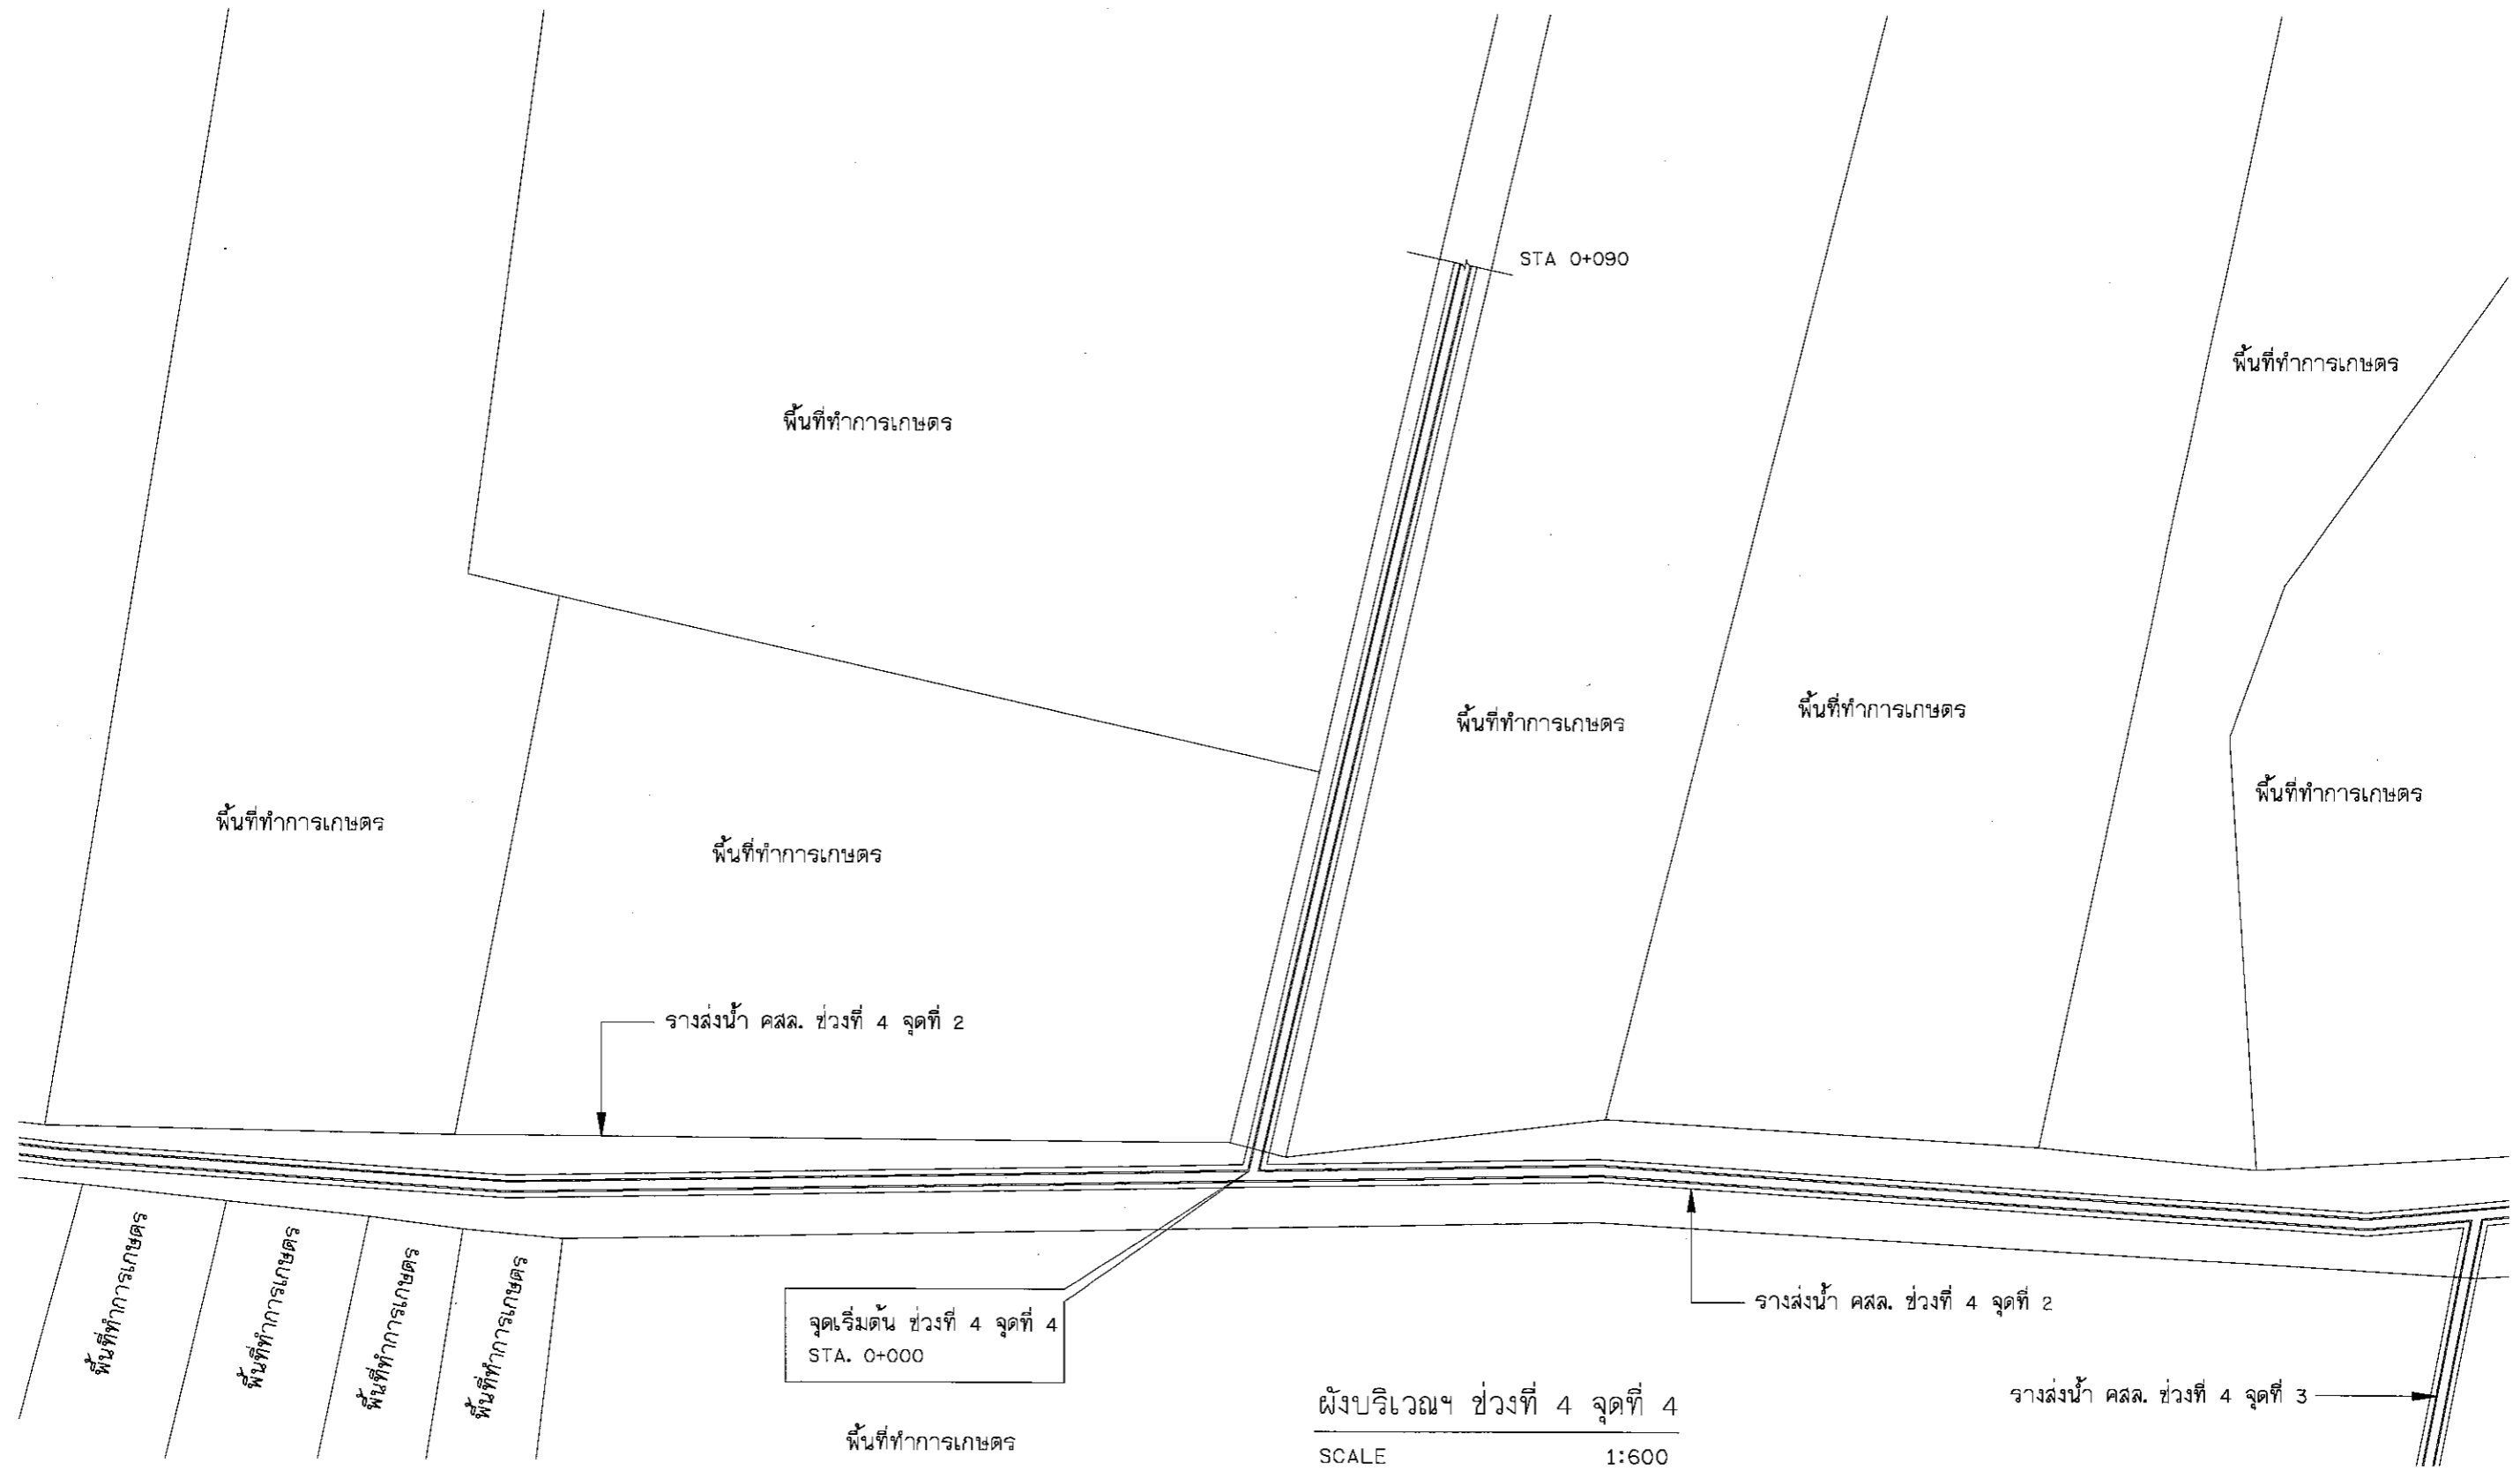 STA 0+090
พื้นที่ทำการเกษตร
พื้นที่ทำการเกษตร
พื้นที่ทำการเกษตร
พื้นที่ทำการเกษตร
พื้นที่ทำการเกษตร
พื้นที่ทำการเกษตร
พื้นที่ทำการเกษตร
รางส่งน้ำ คสล. ช่วงที่ 4 จุดที่ 2
พื้นที่ทำการเกษตร
พื้นที่ทำการเกษตร
พื้นที่ทำการเกษตร
พื้นที่ทำการเกษตร
จุดเริ่มต้น ช่วงที่ 4 จุดที่ 4
STA. 0+000
รางส่งน้ำ คสล. ช่วงที่ 4 จุดที่ 2
รางส่งน้ำ คสล. ช่วงที่ 4 จุดที่ 3
พื้นที่ทำการเกษตร
ผังบริเวณฯ ช่วงที่ 4 จุดที่ 4
SCALE 1:600